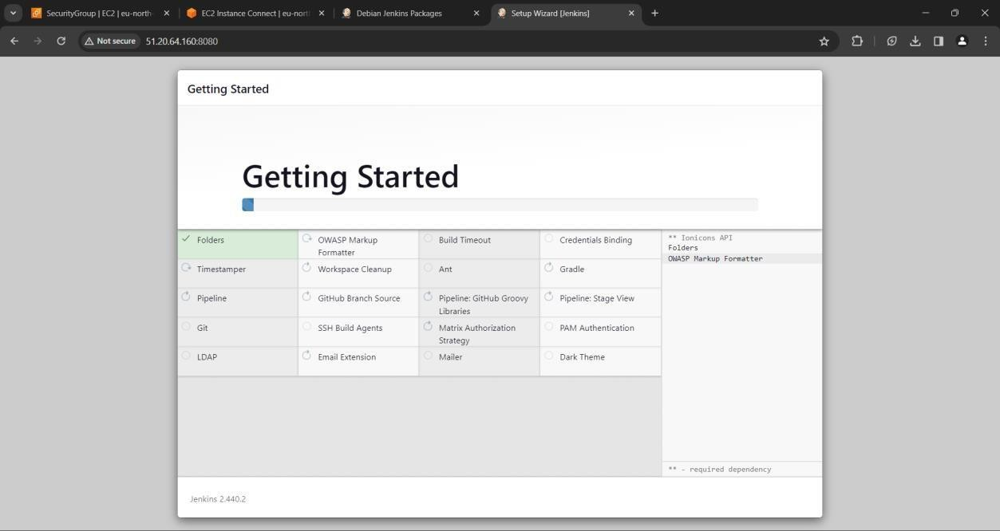 SecurityGroup | EC2 | eu-north
EC2 Instance Connect | eu-nort
Debian Jenkins Packages
Setup Wizard [Jenkins]
Not secure
51.20.64.160:8080
Getting Started
Getting Started
Folders
OWASP Markup
Formatter
Build Timeout
Credentials Binding
Timestamper
Workspace Cleanup
Ant
Gradle
Pipeline
GitHub Branch Source
Pipeline: GitHub Groovy
Libraries
Pipeline: Stage View
Git
SSH Build Agents
Matrix Authorization
Strategy
PAM Authentication
LDAP
Email Extension
Mailer
Dark Theme
** Ionicons API
Folders
OWASP Markup Formatter
** - required dependency
Jenkins 2.440.2